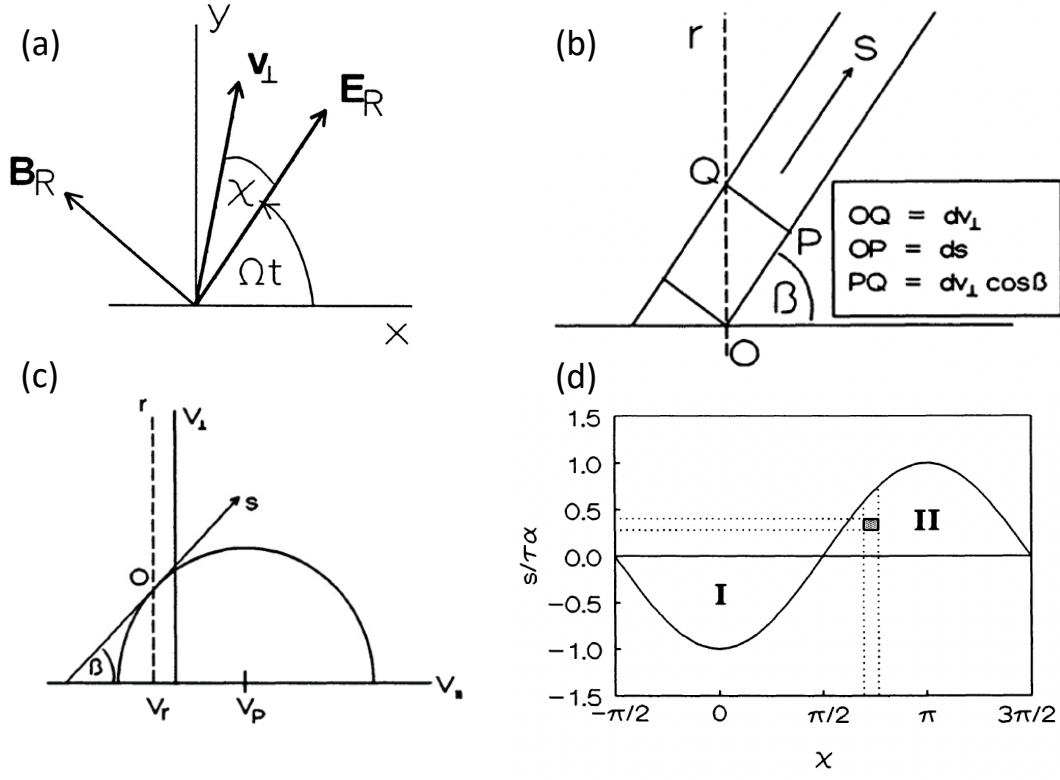 (a)
y
v⊥
E_R
χ
B_R
Ωt
x
(b)
r
S
Q
P
β
O
OQ = dv⊥
OP = ds
PQ = dv⊥ cosβ
(c)
r
V⊥
s
O
β
V_r
V_P
V_॥
(d)
1.5
1.0
0.5
0.0
−0.5
−1.0
−1.5
s/τα
I
II
−π/2
0
π/2
π
3π/2
χ